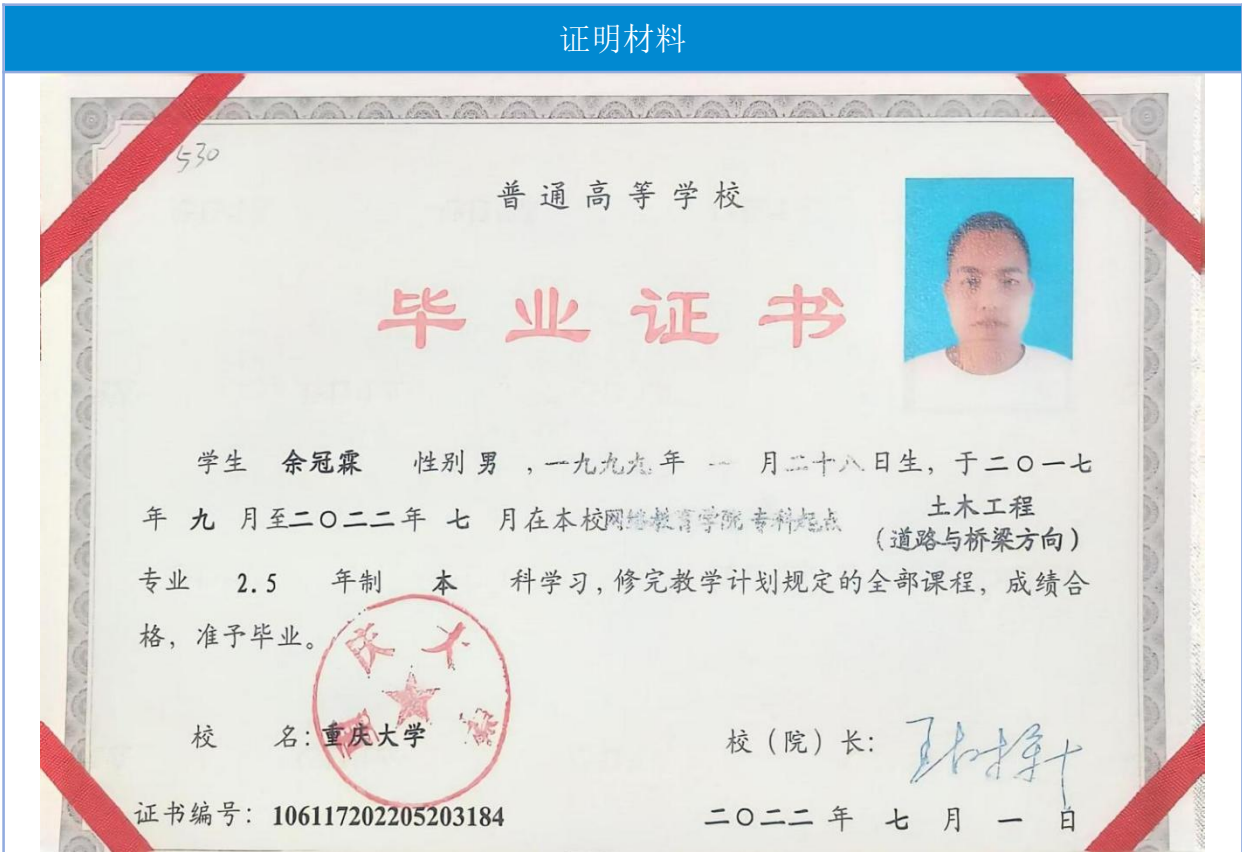 证明材料
530
普通高等学校
毕业证书
学生 余冠霖 性别 男 ,一九九九年 一 月二十八日生，于二〇一七
年 九 月至二〇二二年 七 月在本校网络教育学院专科起点 土木工程
（道路与桥梁方向）
专业 2.5 年制 本 科学习，修完教学计划规定的全部课程，成绩合
格，准予毕业。
校 名：重庆大学 校（院）长：
证书编号：106117202205203184 二〇二二年 七 月 一 日